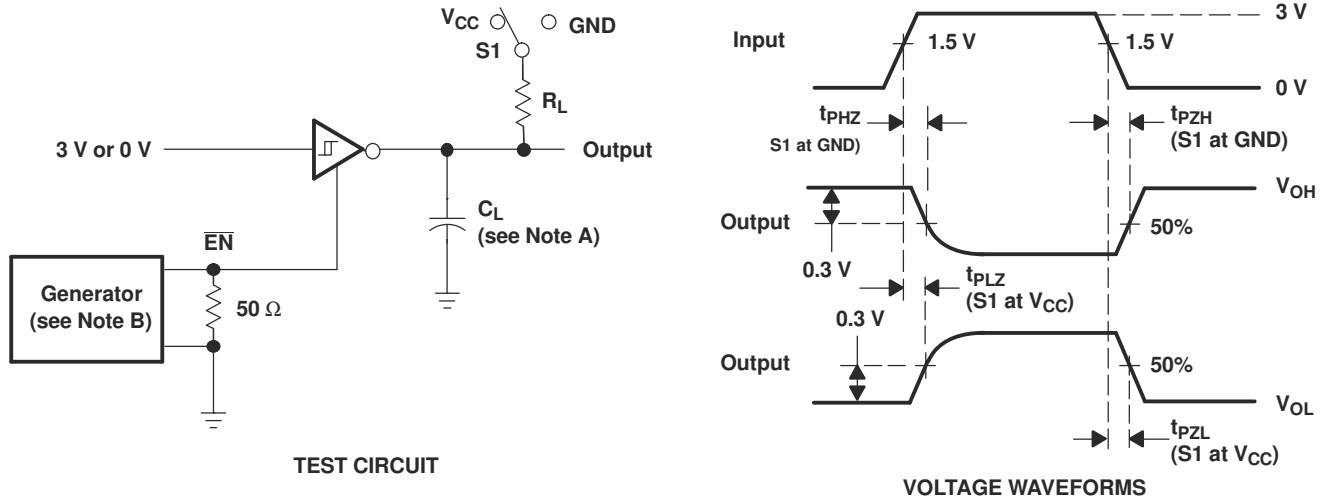 VCC
GND
S1
RL
3 V or 0 V
Output
CL
(see Note A)
EN
Generator
(see Note B)
50 Ω
TEST CIRCUIT
3 V
Input
1.5 V
1.5 V
0 V
tPHZ
S1 at GND)
tPZH
(S1 at GND)
VOH
Output
50%
0.3 V
tPLZ
(S1 at VCC)
0.3 V
Output
50%
VOL
tPZL
(S1 at VCC)
VOLTAGE WAVEFORMS